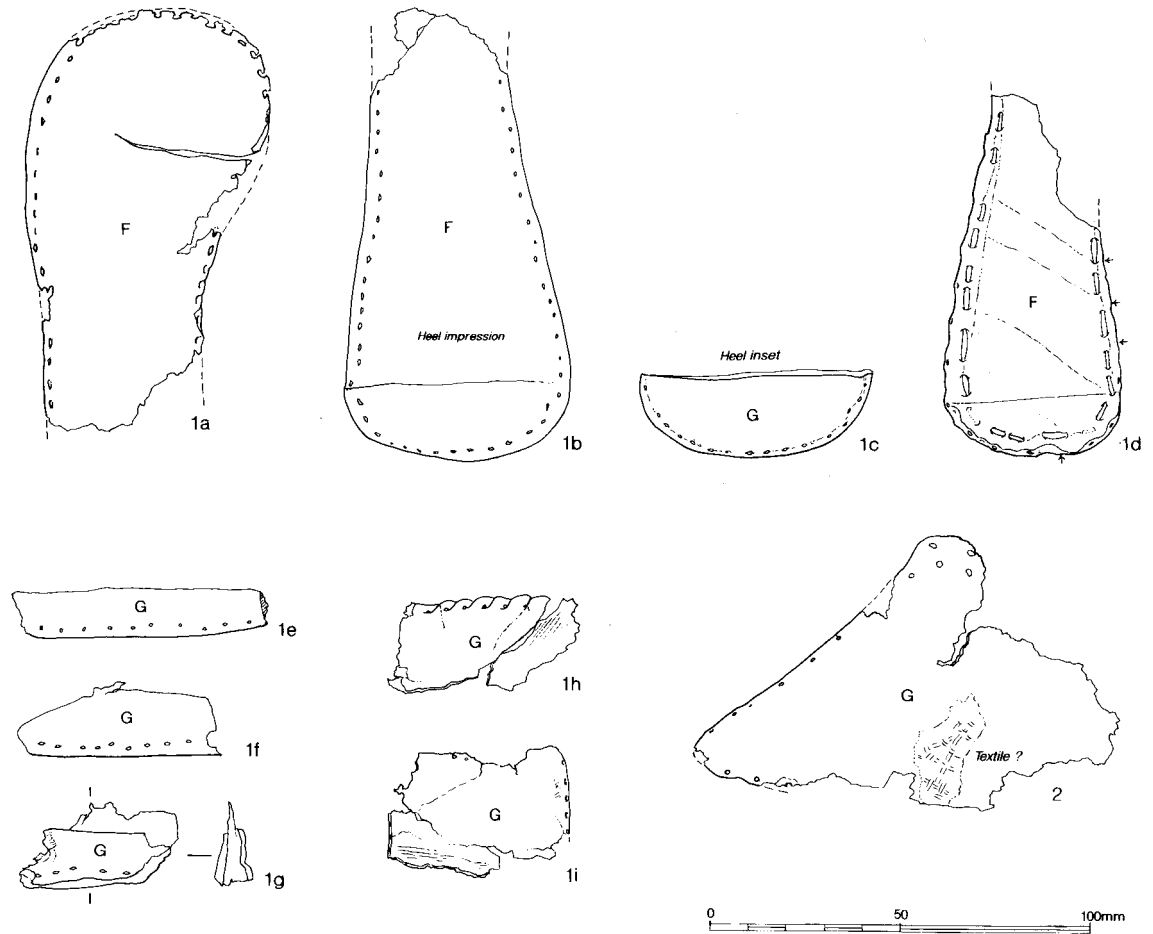 F
1a
F
Heel impression
1b
Heel inset
G
1c
F
1d
G
1e
G
1f
G
1g
G
1h
G
1i
G
Textile ?
2
0 50 100mm